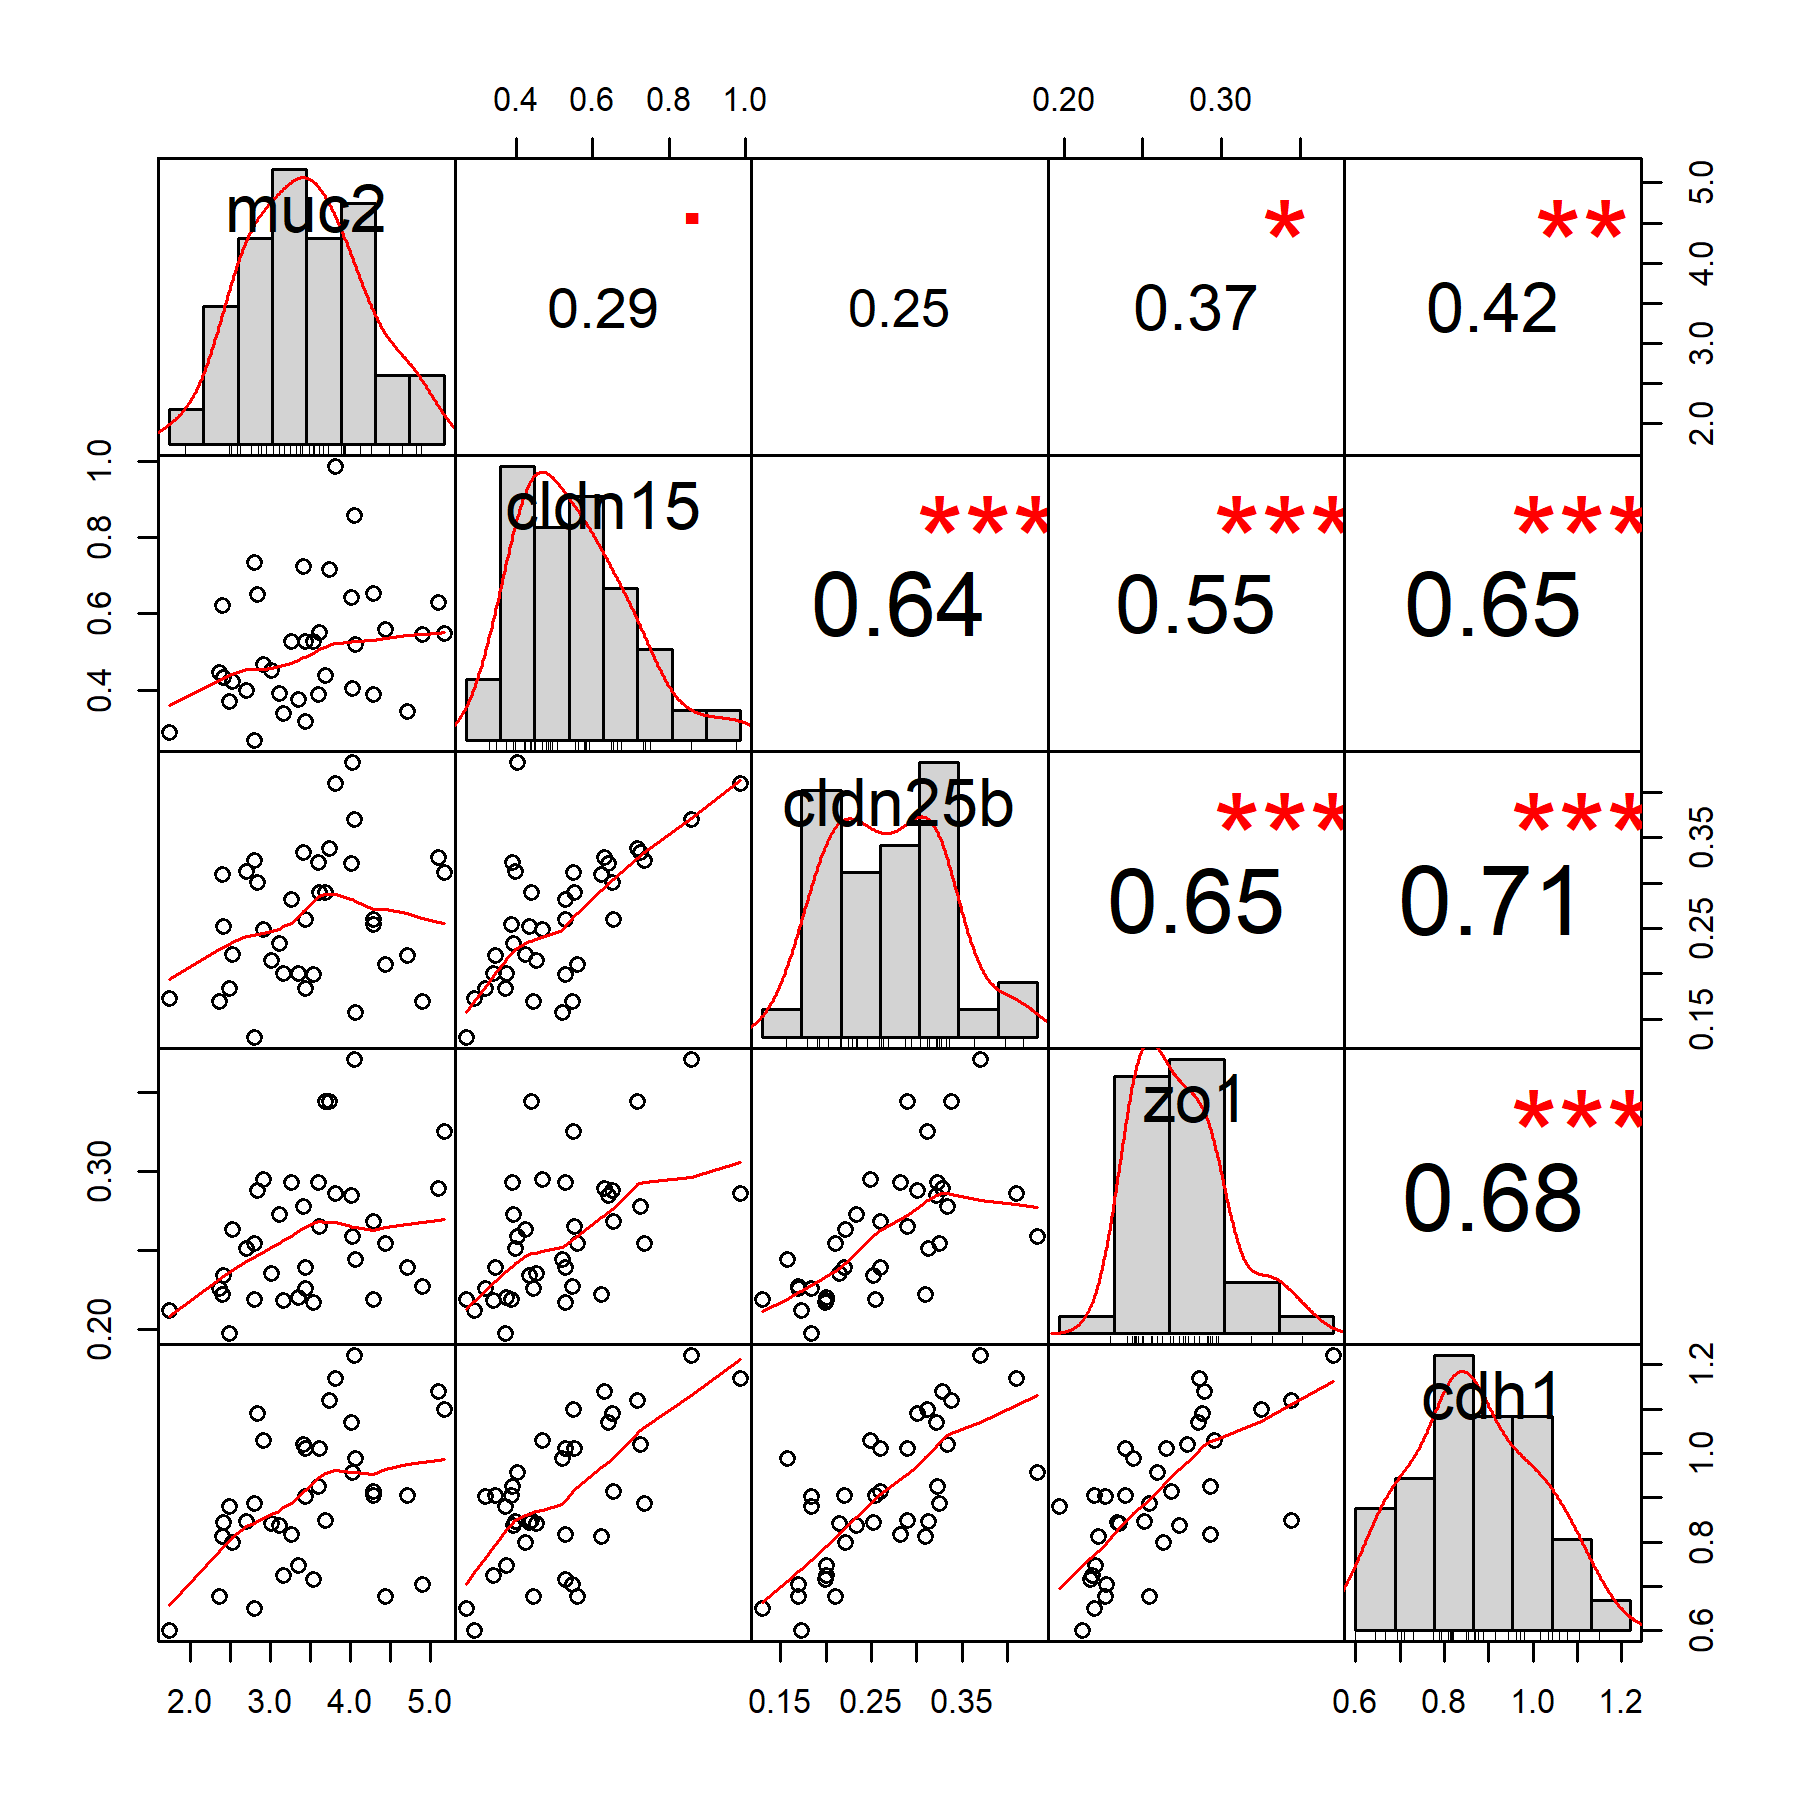 0.4 0.6 0.8 1.0 0.20 0.30
muc2 . 0.29 0.25 * 0.37 ** 0.42
2.0 3.0 4.0 5.0
0.4 0.6 0.8 1.0
cldn15 *** 0.64 *** 0.55 *** 0.65
cldn25b *** 0.65 *** 0.71
0.15 0.25 0.35
0.20 0.30
zo1 *** 0.68
cdh1
0.6 0.8 1.0 1.2
2.0 3.0 4.0 5.0 0.15 0.25 0.35 0.6 0.8 1.0 1.2